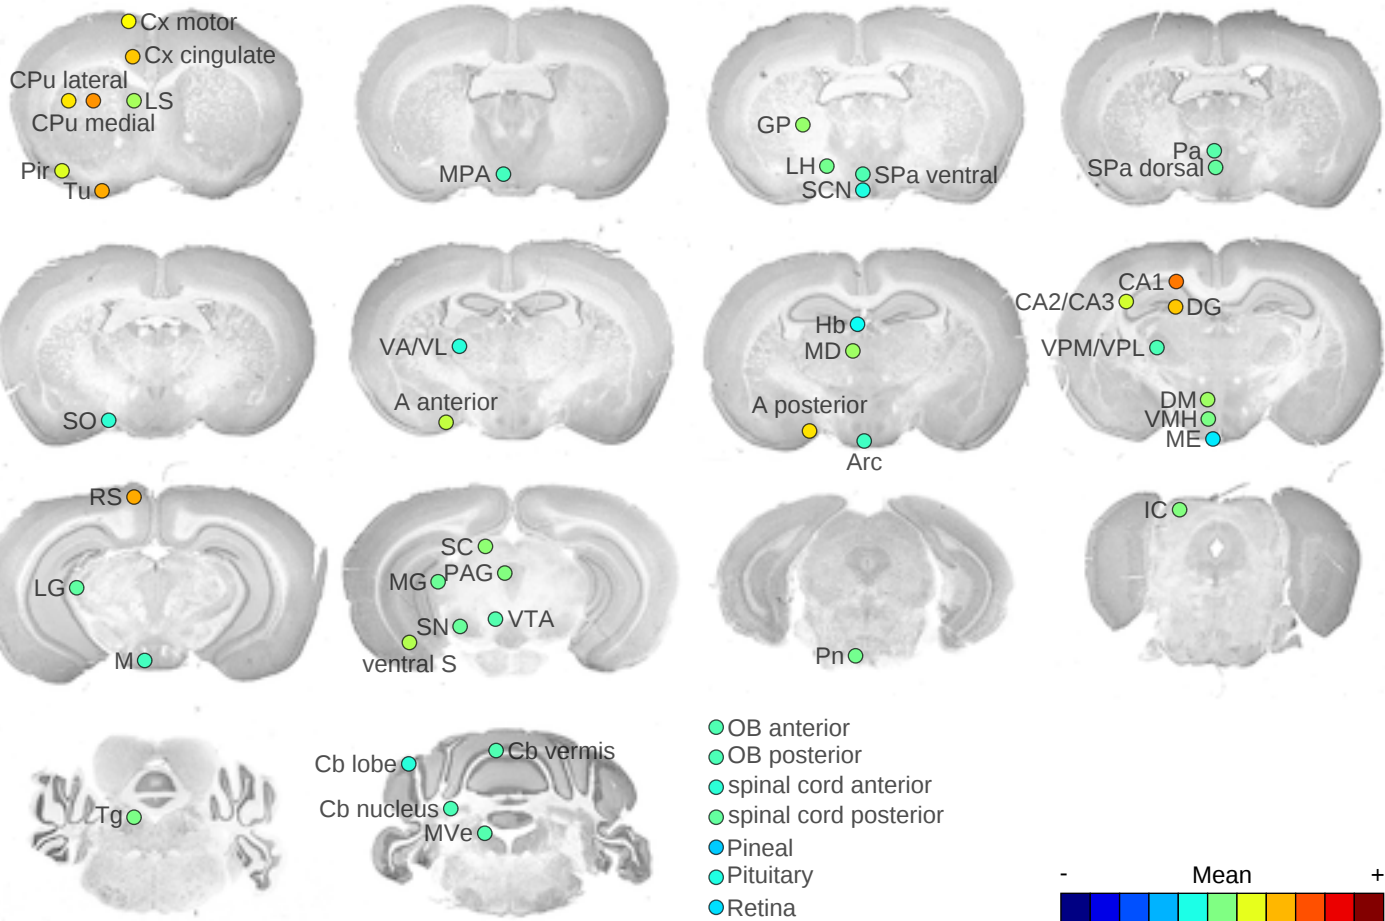 Cx motor
Cx cingulate
CPu lateral
LS
CPu medial
Pir
Tu
MPA
GP
LH
SPa ventral
SCN
Pa
SPa dorsal
SO
VA/VL
A anterior
Hb
MD
A posterior
Arc
CA1
CA2/CA3
DG
VPM/VPL
DM
VMH
ME
RS
LG
M
SC
PAG
MG
SN
VTA
ventral S
Pn
IC
Tg
Cb lobe
Cb vermis
Cb nucleus
MVe
OB anterior
OB posterior
spinal cord anterior
spinal cord posterior
Pineal
Pituitary
Retina
- Mean +